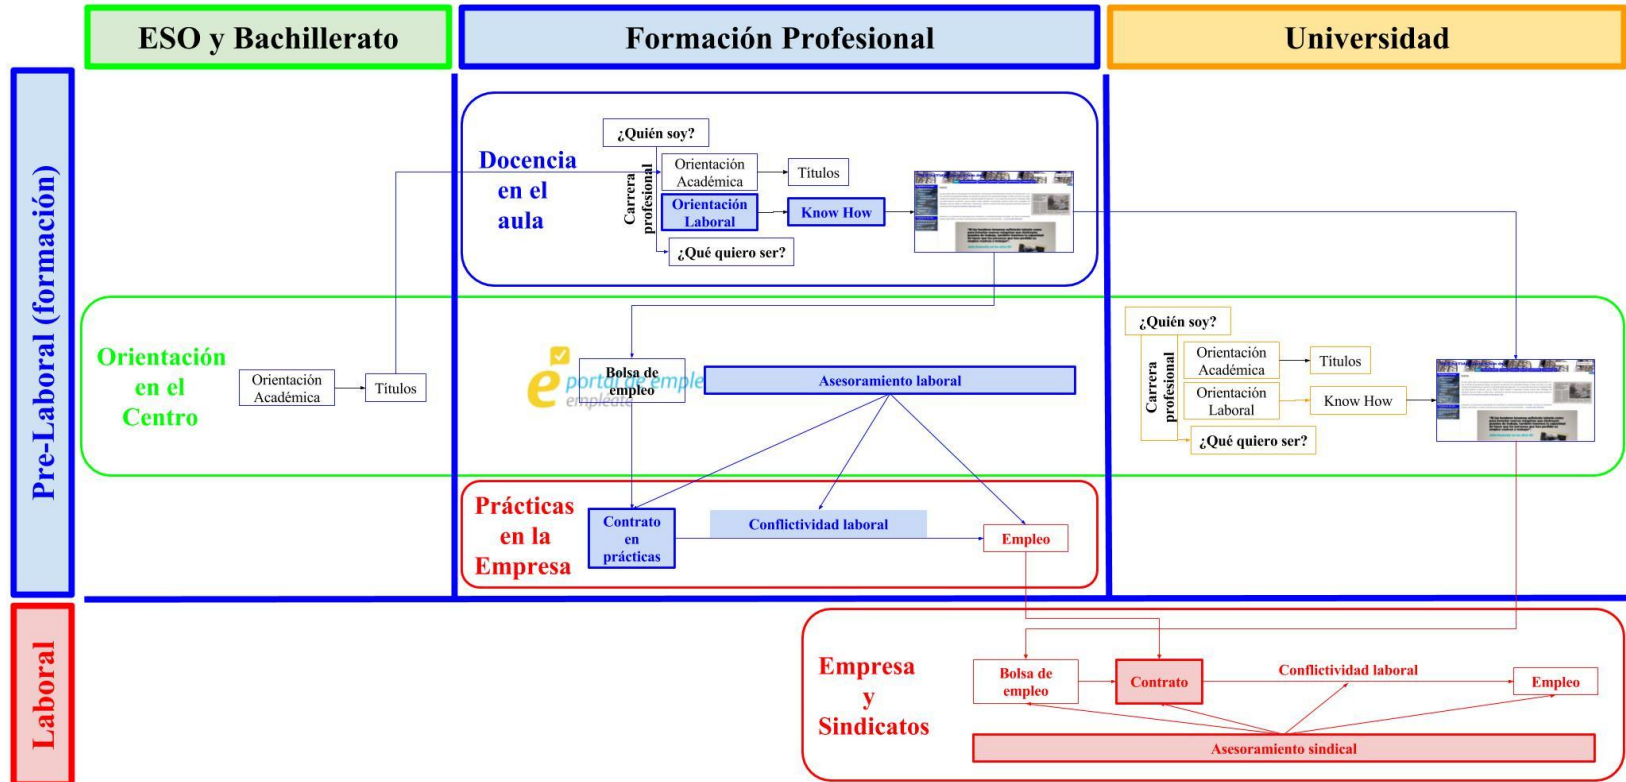 ESO y Bachillerato
Formación Profesional
Universidad
Pre-Laboral (formación)
Docencia
en el
aula
¿Quién soy?
Carrera
profesional
Orientación
Académica
Títulos
Orientación
Laboral
Know How
¿Qué quiero ser?
Orientación
en el
Centro
Orientación
Académica
Títulos
Bolsa de
empleo
portal de emple
empleate
Asesoramiento laboral
¿Quién soy?
Carrera
profesional
Orientación
Académica
Títulos
Orientación
Laboral
Know How
¿Qué quiero ser?
Prácticas
en la
Empresa
Contrato
en
prácticas
Conflictividad laboral
Empleo
Laboral
Empresa
y
Sindicatos
Bolsa de
empleo
Contrato
Conflictividad laboral
Empleo
Asesoramiento sindical